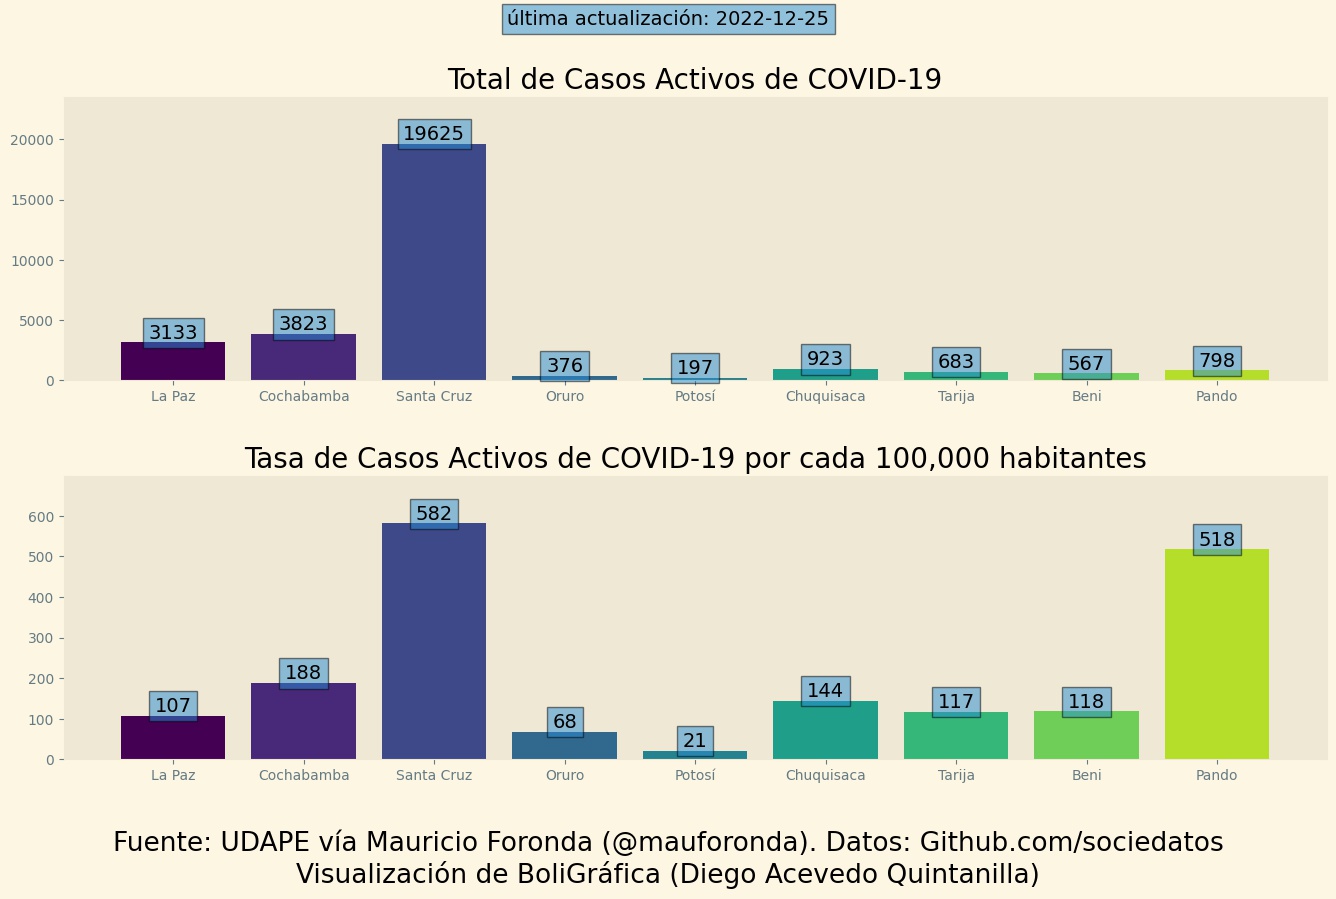 última actualización: 2022-12-25
Total de Casos Activos de COVID-19
20000
15000
10000
5000
0
3133
3823
19625
376
197
923
683
567
798
La Paz
Cochabamba
Santa Cruz
Oruro
Potosí
Chuquisaca
Tarija
Beni
Pando
Tasa de Casos Activos de COVID-19 por cada 100,000 habitantes
600
500
400
300
200
100
0
107
188
582
68
21
144
117
118
518
La Paz
Cochabamba
Santa Cruz
Oruro
Potosí
Chuquisaca
Tarija
Beni
Pando
Fuente: UDAPE vía Mauricio Foronda (@mauforonda). Datos: Github.com/sociedatos
Visualización de BoliGráfica (Diego Acevedo Quintanilla)